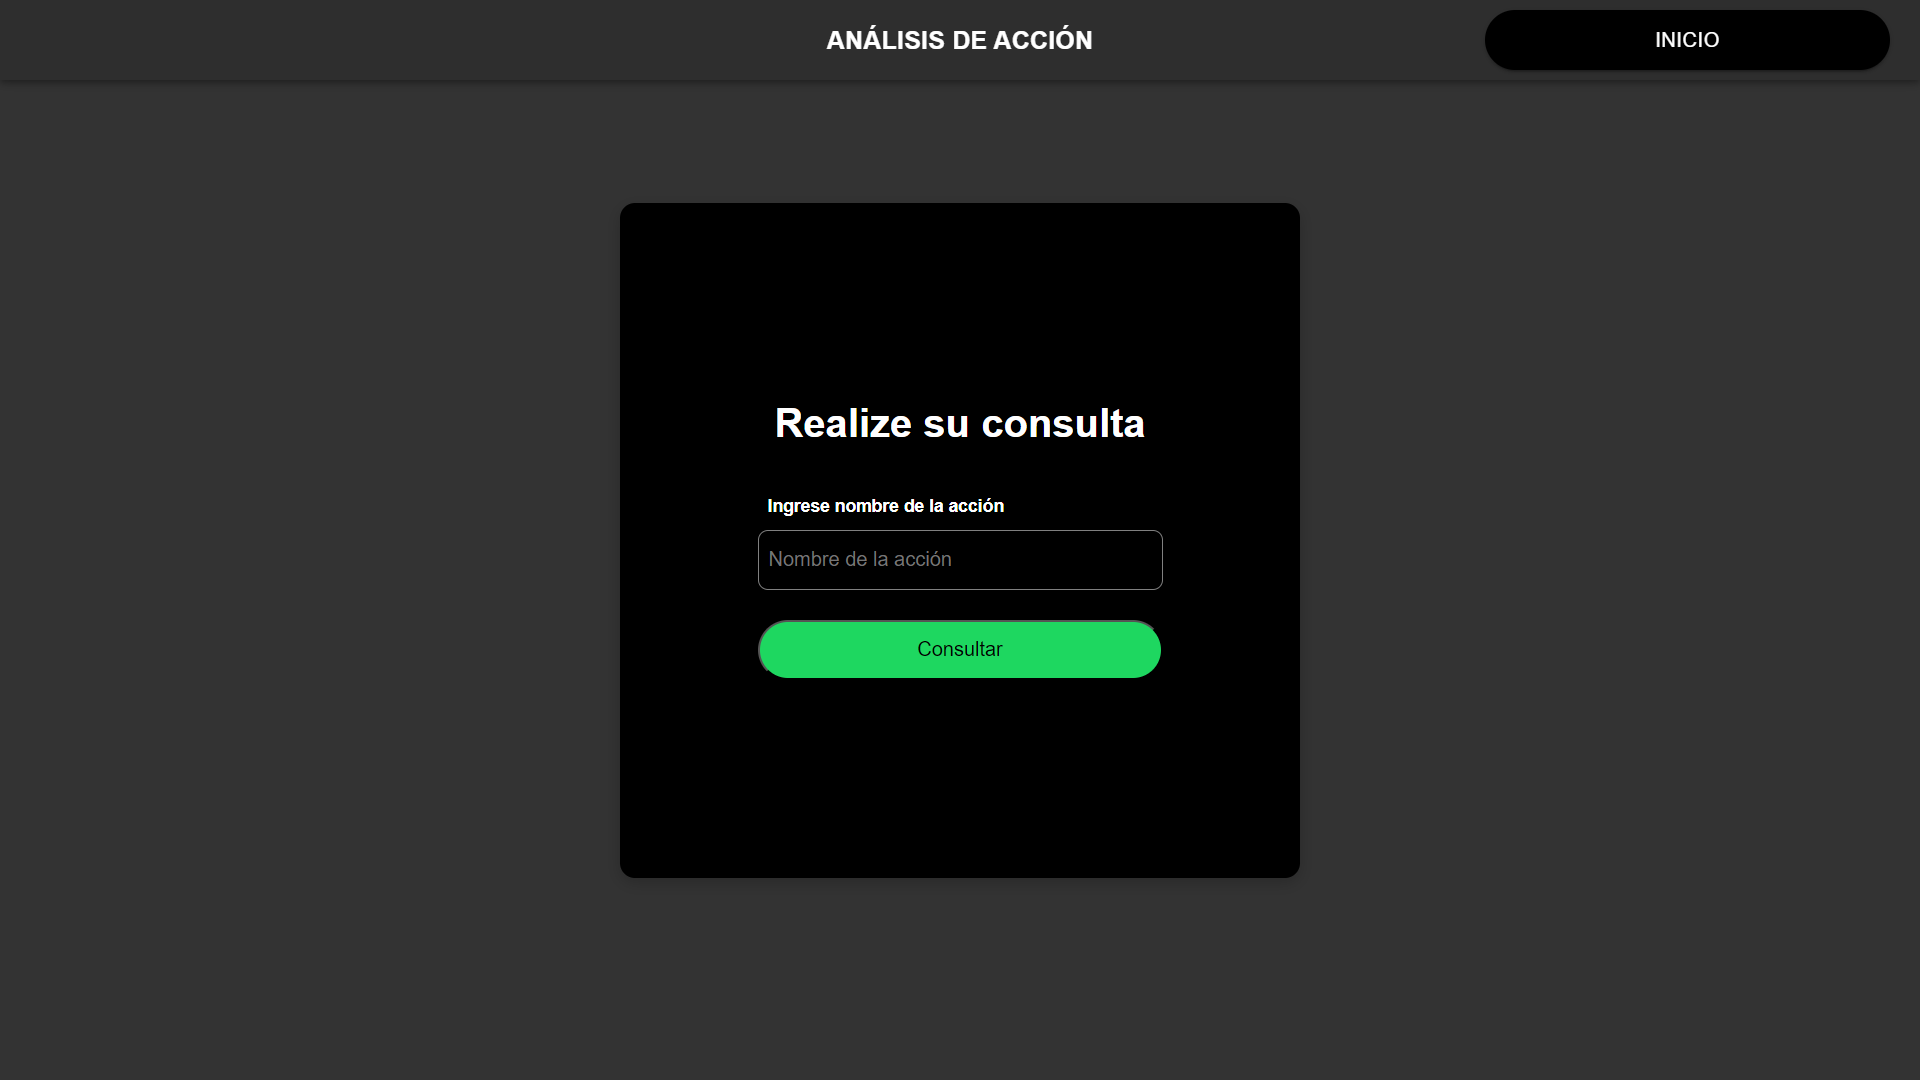 ANÁLISIS DE ACCIÓN
INICIO
Realize su consulta
Ingrese nombre de la acción
Nombre de la acción
Consultar